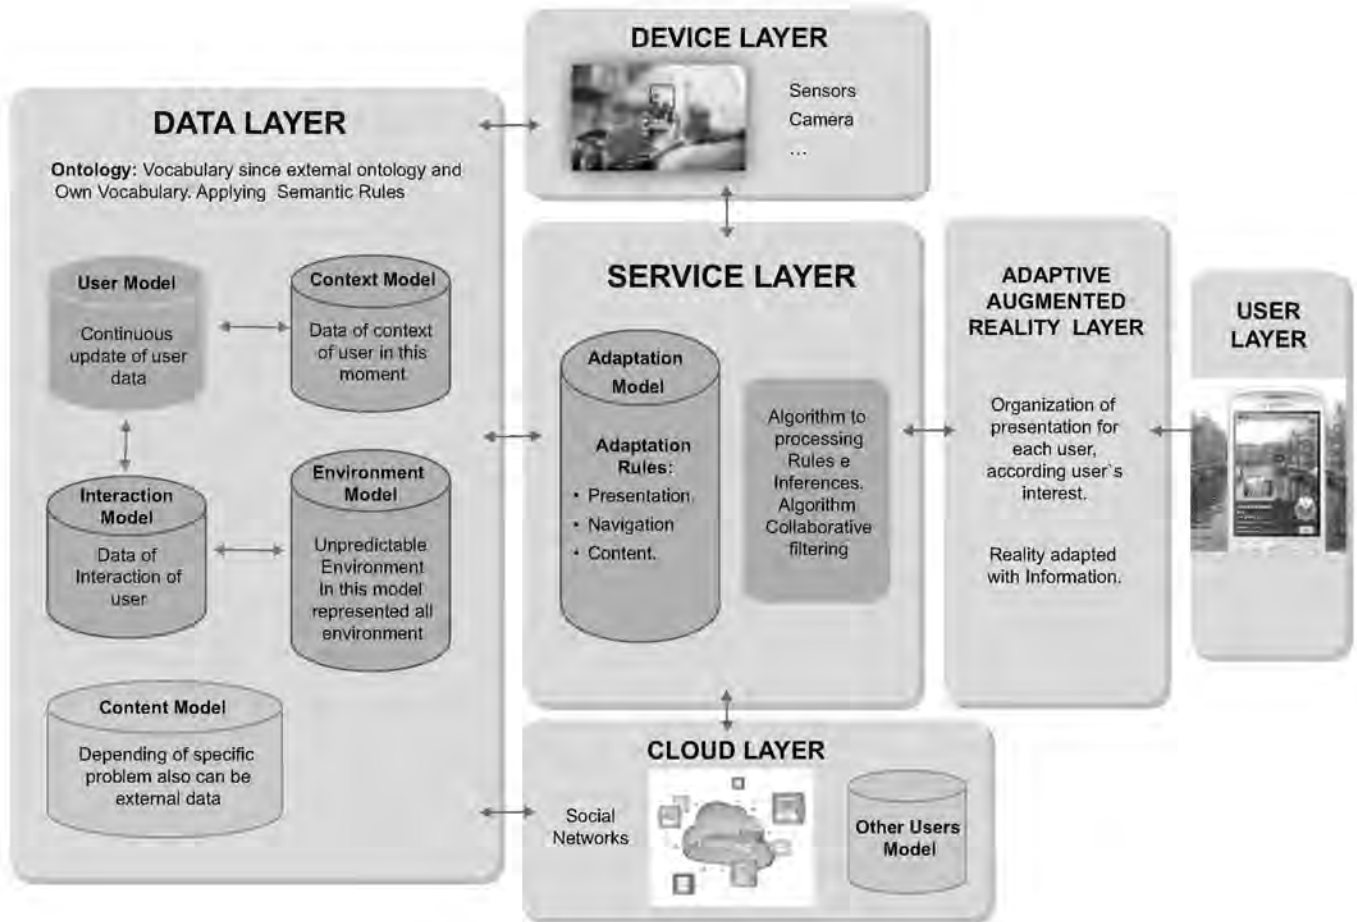 DEVICE LAYER
Sensors
Camera
...
DATA LAYER
Ontology: Vocabulary since external ontology and
Own Vocabulary. Applying Semantic Rules
User Model
Continuous
update of user
data
Context Model
Data of context
of user in this
moment
Interaction
Model
Data of
Interaction of
user
Environment
Model
Unpredictable
Environment
In this model
represented all
environment
Content Model
Depending of specific
problem also can be
external data
SERVICE LAYER
Adaptation
Model
Adaptation
Rules:
• Presentation,
• Navigation
• Content.
Algorithm to
processing
Rules e
Inferences.
Algorithm
Collaborative
filtering
ADAPTIVE
AUGMENTED
REALITY LAYER
Organization of
presentation for
each user,
according user`s
interest.
Reality adapted
with Information.
USER
LAYER
CLOUD LAYER
Social
Networks
Other Users
Model